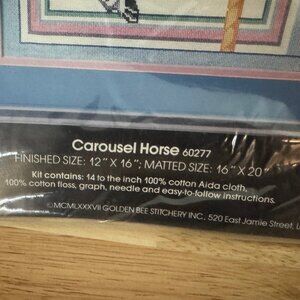 Carousel Horse 60277
FINISHED SIZE: 12" X 16"; MATTED SIZE: 16" X 20"
Kit contains: 14 to the inch 100% cotton Aida cloth,
100% cotton floss, graph, needle and easy-to-follow instructions.
©MCMLXXXVII GOLDEN BEE STITCHERY INC. 520 East Jamie Street, L